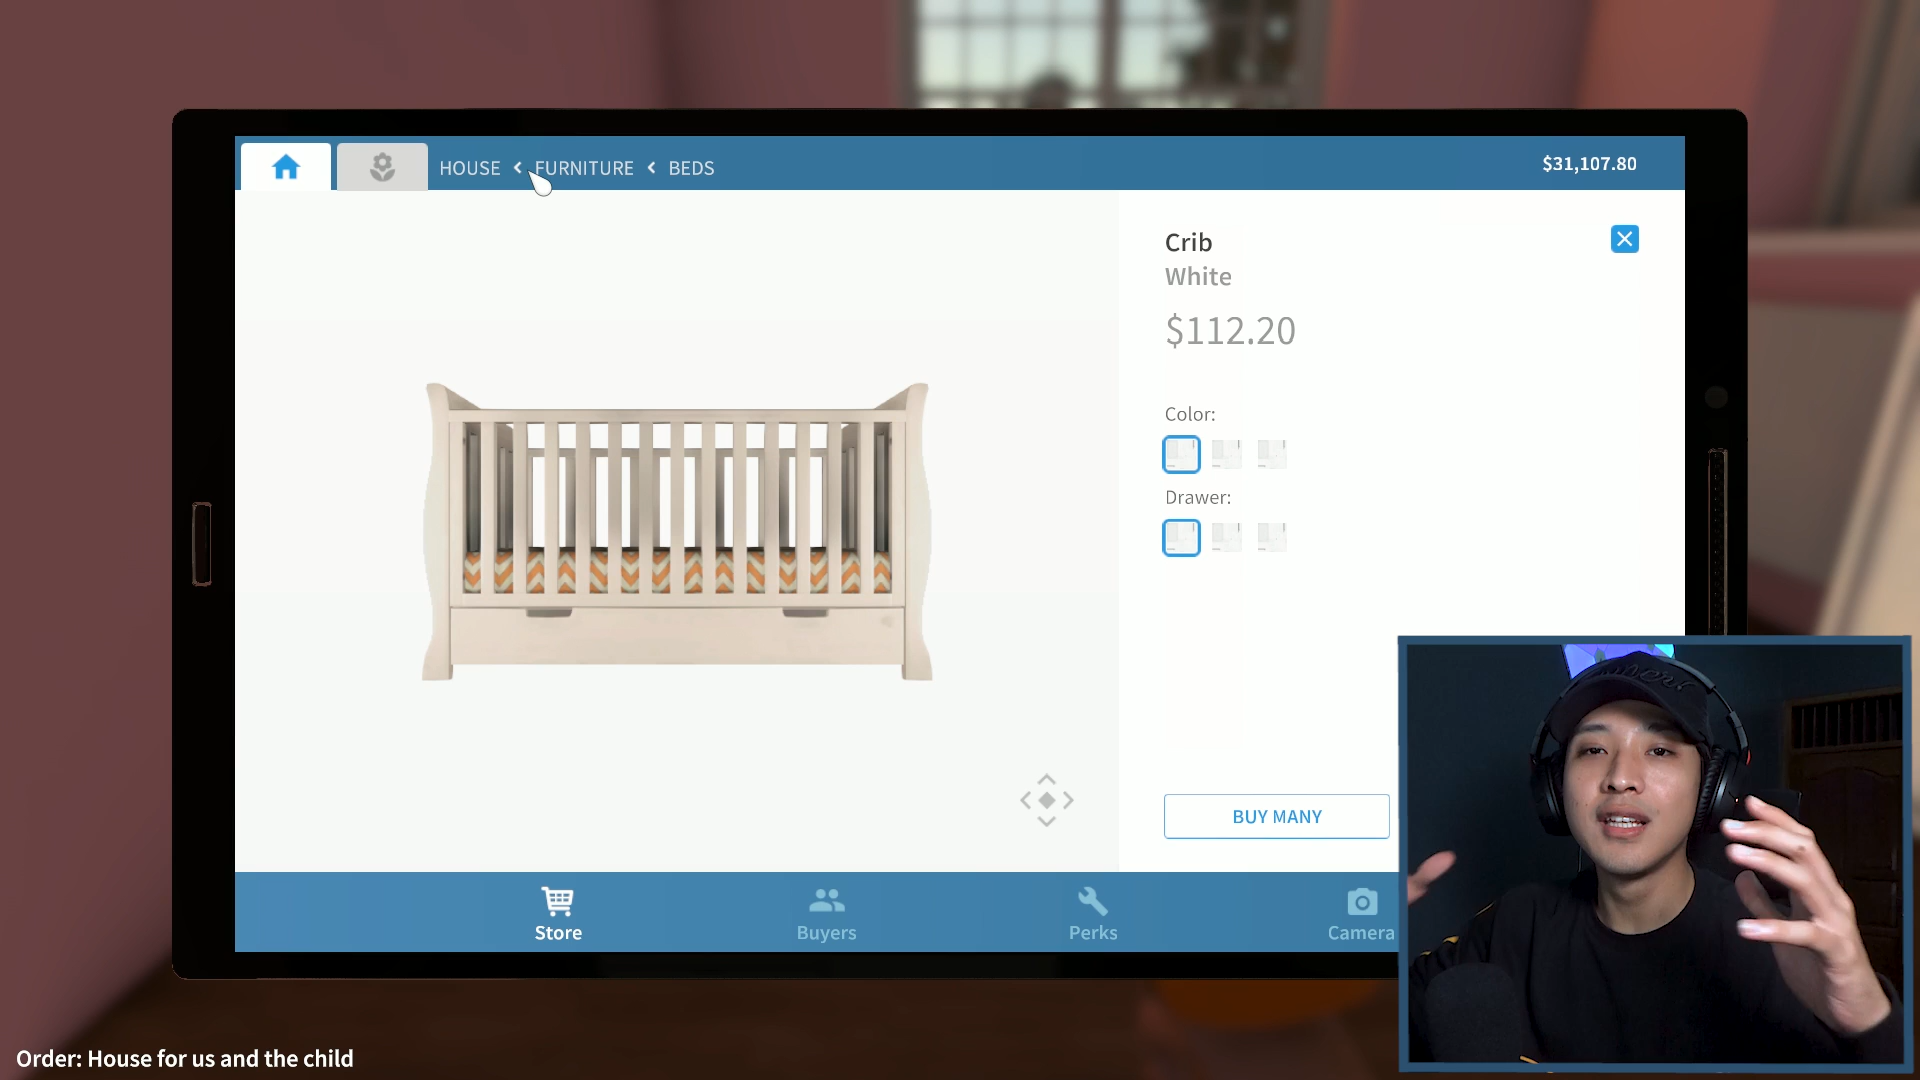 HOUSE < FURNITURE < BEDS
$31,107.80
Crib
White
$112.20
Color:
Drawer:
BUY MANY
Store
Buyers
Perks
Camera
Order: House for us and the child